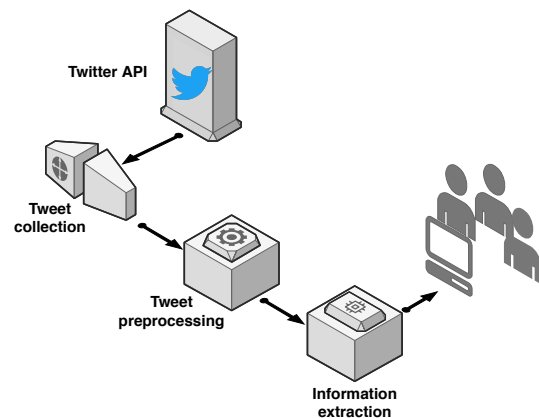 Twitter API
Tweet
collection
Tweet
preprocessing
Information
extraction